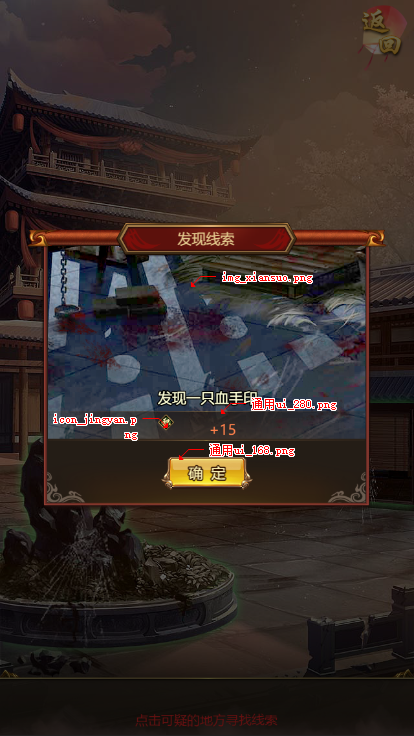 返
回
发现线索
img_xiansuo.png
发现一只血手印
通用ui_280.png
icon_jingyan.p
ng
+15
通用ui_168.png
确 定
点击可疑的地方寻找线索